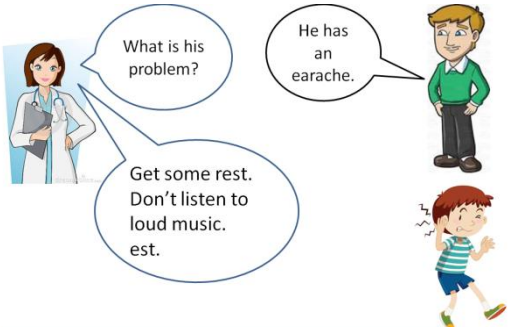 What is his
problem?
He has
an
earache.
Get some rest.
Don't listen to
loud music.
est.